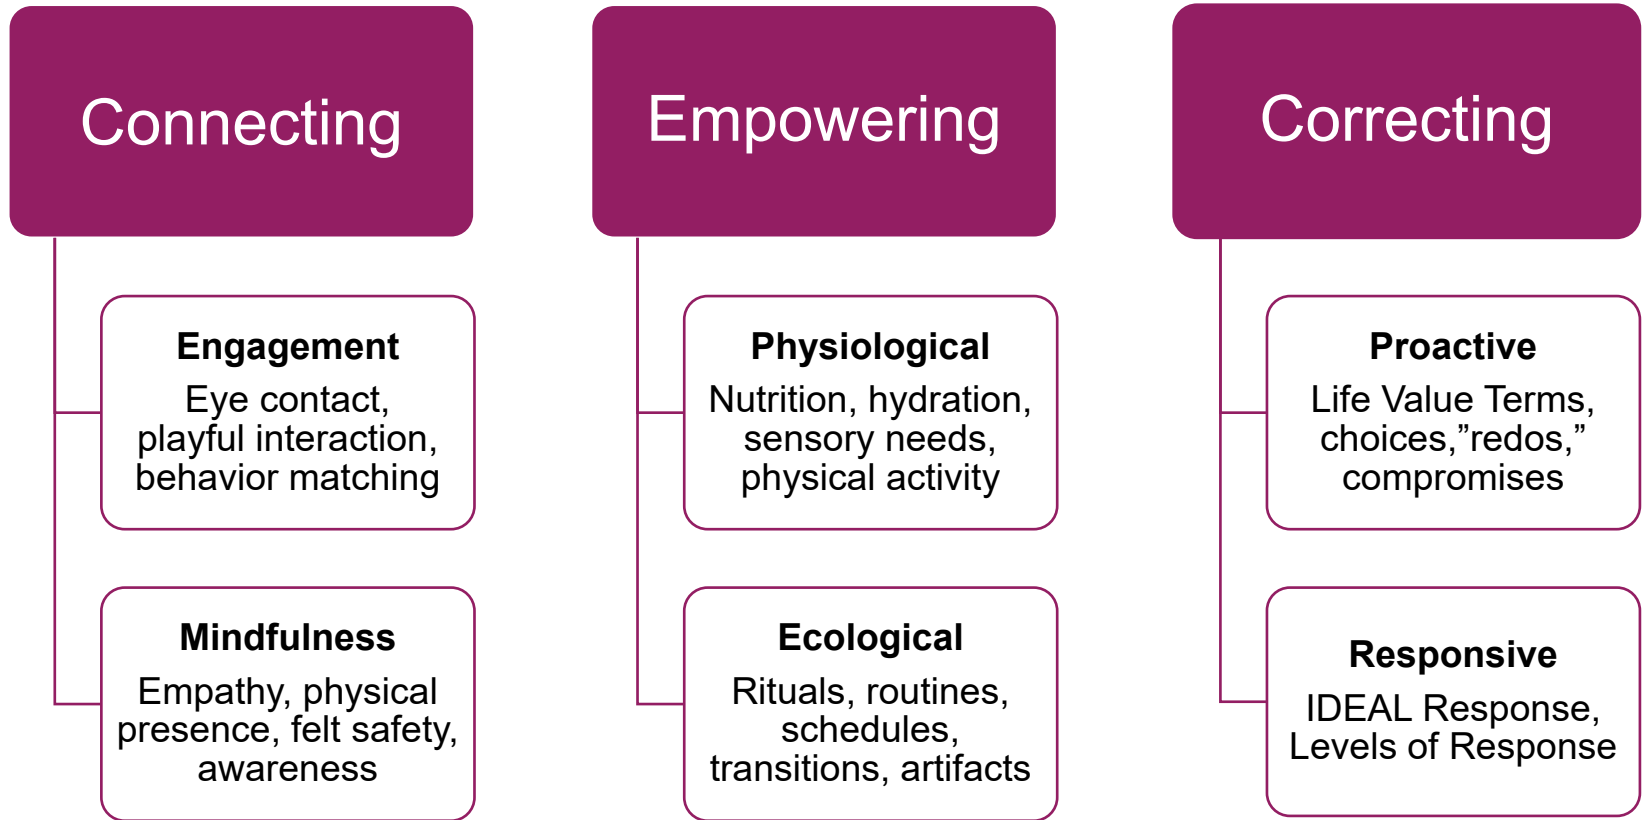 Connecting
Engagement
Eye contact,
playful interaction,
behavior matching
Mindfulness
Empathy, physical
presence, felt safety,
awareness
Empowering
Physiological
Nutrition, hydration,
sensory needs,
physical activity
Ecological
Rituals, routines,
schedules,
transitions, artifacts
Correcting
Proactive
Life Value Terms,
choices,”redos,”
compromises
Responsive
IDEAL Response,
Levels of Response